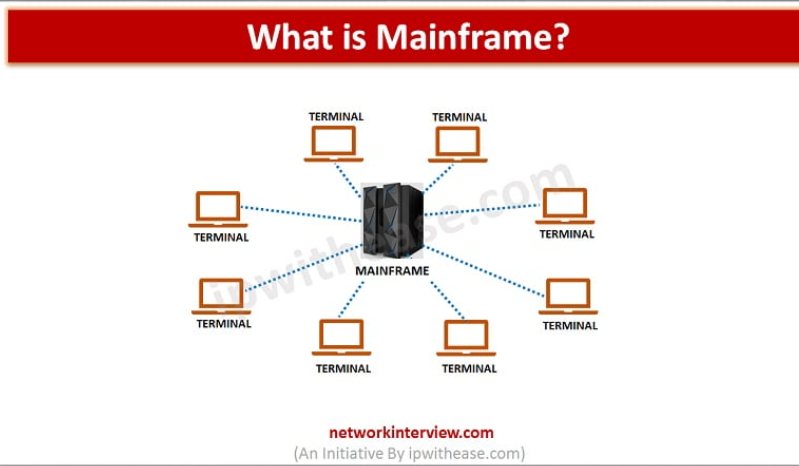 What is Mainframe?
TERMINAL
TERMINAL
TERMINAL
TERMINAL
MAINFRAME
TERMINAL
TERMINAL
TERMINAL
TERMINAL
ipwithease.com
networkinterview.com
(An Initiative By ipwithease.com)